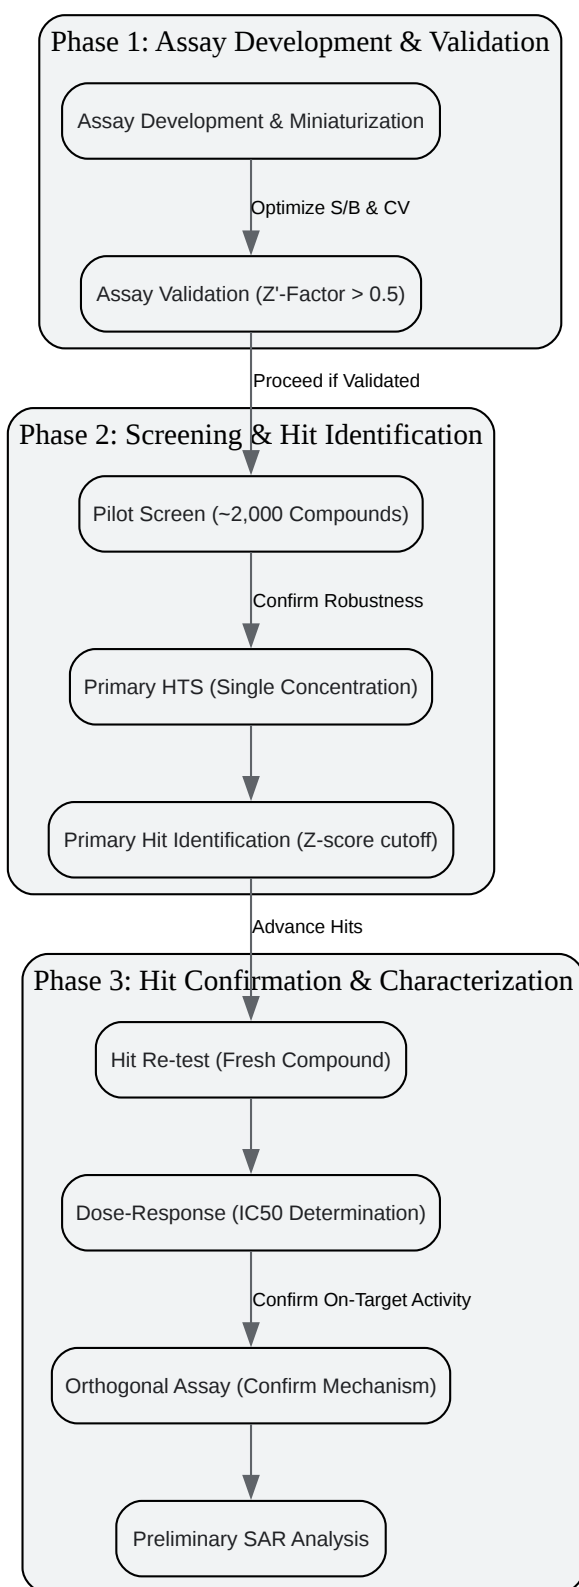 Phase 1: Assay Development & Validation
Assay Development & Miniaturization
Optimize S/B & CV
Assay Validation (Z'-Factor > 0.5)
Proceed if Validated
Phase 2: Screening & Hit Identification
Pilot Screen (~2,000 Compounds)
Confirm Robustness
Primary HTS (Single Concentration)
Primary Hit Identification (Z-score cutoff)
Advance Hits
Phase 3: Hit Confirmation & Characterization
Hit Re-test (Fresh Compound)
Dose-Response (IC50 Determination)
Confirm On-Target Activity
Orthogonal Assay (Confirm Mechanism)
Preliminary SAR Analysis